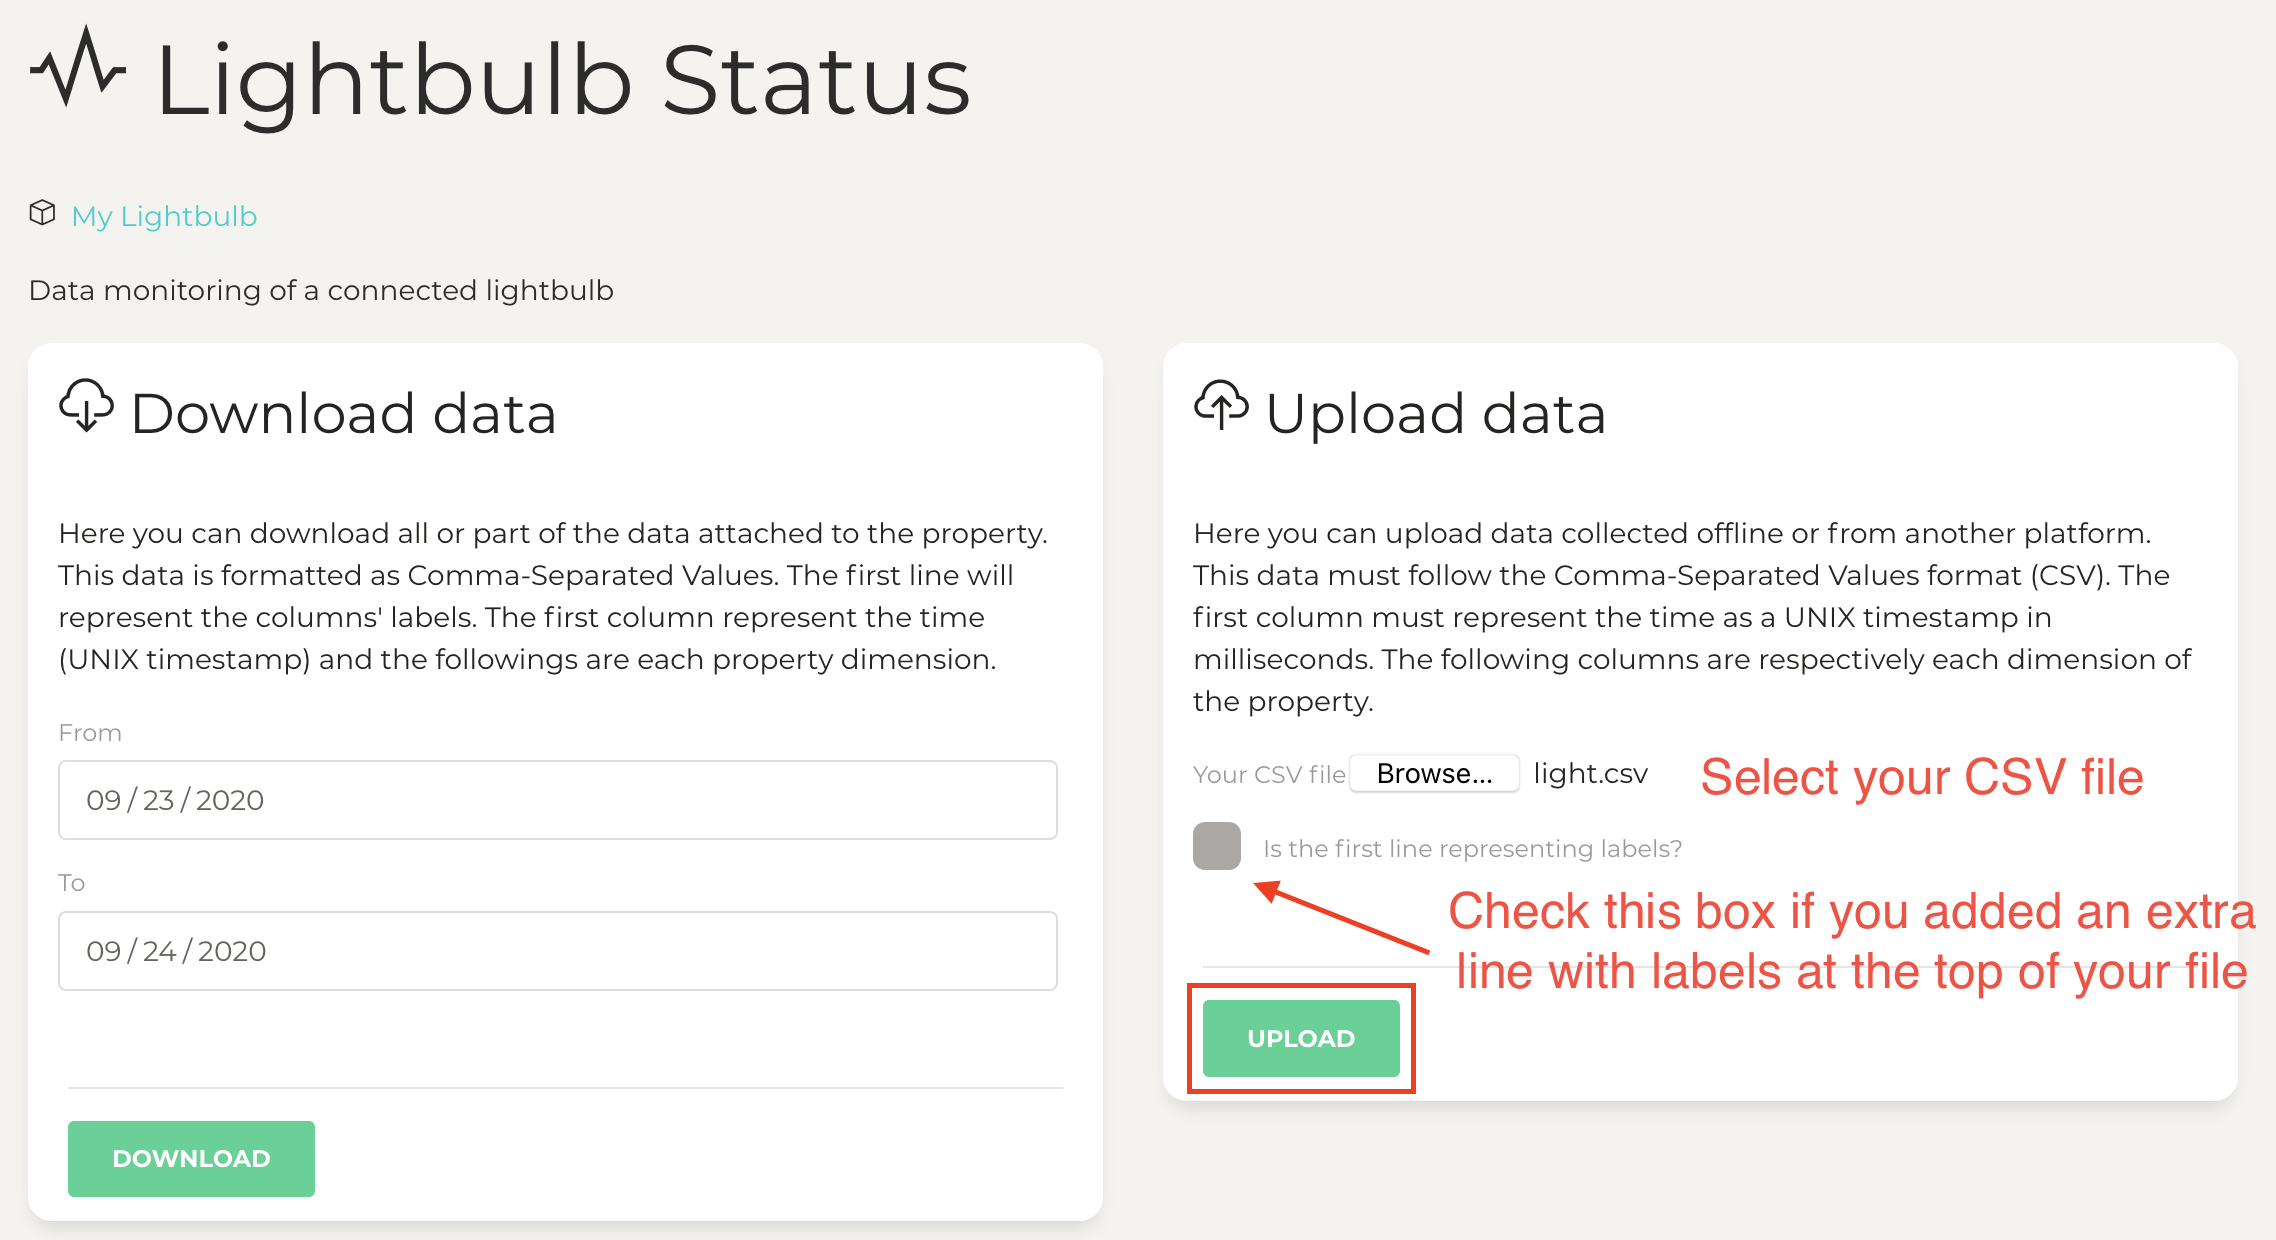 Lightbulb Status
My Lightbulb
Data monitoring of a connected lightbulb
Download data
Here you can download all or part of the data attached to the property.
This data is formatted as Comma-Separated Values. The first line will
represent the columns' labels. The first column represent the time
(UNIX timestamp) and the followings are each property dimension.
From
09 / 23 / 2020
To
09 / 24 / 2020
DOWNLOAD
Upload data
Here you can upload data collected offline or from another platform.
This data must follow the Comma-Separated Values format (CSV). The
first column must represent the time as a UNIX timestamp in
milliseconds. The following columns are respectively each dimension of
the property.
Your CSV file Browse... light.csv Select your CSV file
Is the first line representing labels?
Check this box if you added an extra
line with labels at the top of your file
UPLOAD